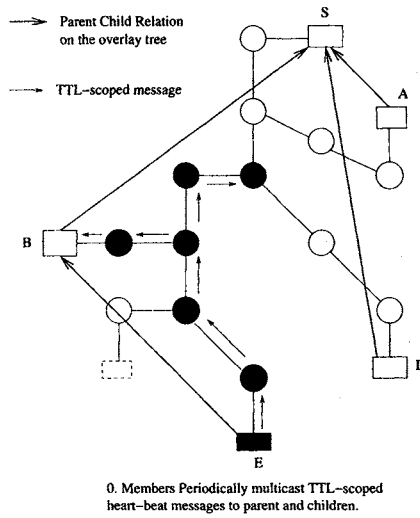 Parent Child Relation
on the overlay tree
TTL-scoped message
S
A
B
E
0. Members Periodically multicast TTL-scoped
heart-beat messages to parent and children.